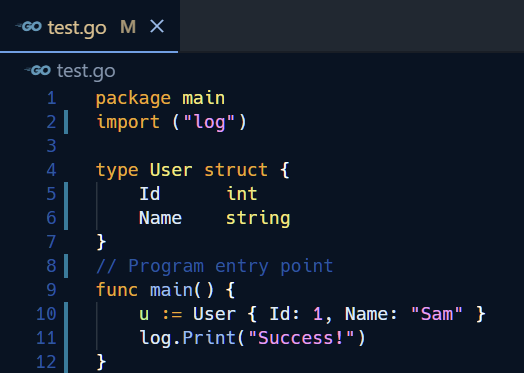 GO test.go M ×
GO test.go
1 package main
2 import ("log")
3
4 type User struct {
5     Id      int
6     Name    string
7 }
8 // Program entry point
9 func main() {
10     u := User { Id: 1, Name: "Sam" }
11     log.Print("Success!")
12 }